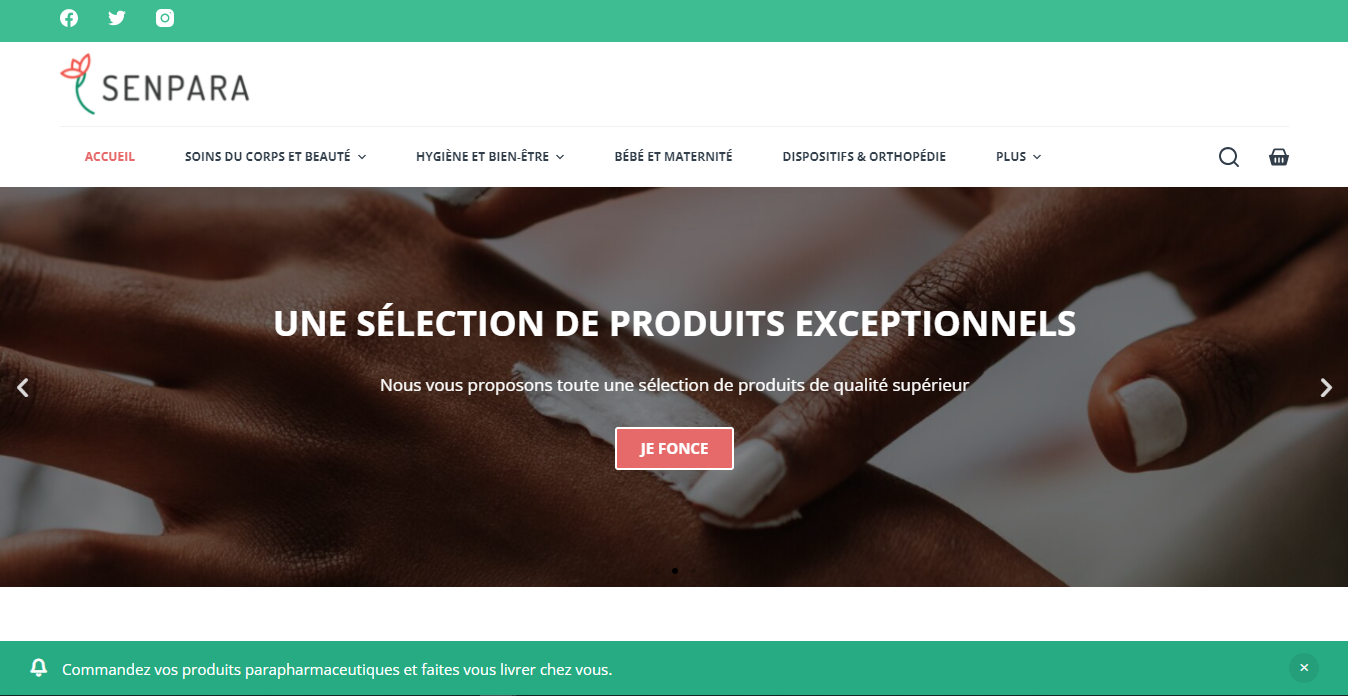 SENPARA
ACCUEIL SOINS DU CORPS ET BEAUTÉ HYGIÈNE ET BIEN-ÊTRE BÉBÉ ET MATERNITÉ DISPOSITIFS & ORTHOPÉDIE PLUS
UNE SÉLECTION DE PRODUITS EXCEPTIONNELS
Nous vous proposons toute une sélection de produits de qualité supérieur
JE FONCE
Commandez vos produits parapharmaceutiques et faites vous livrer chez vous.